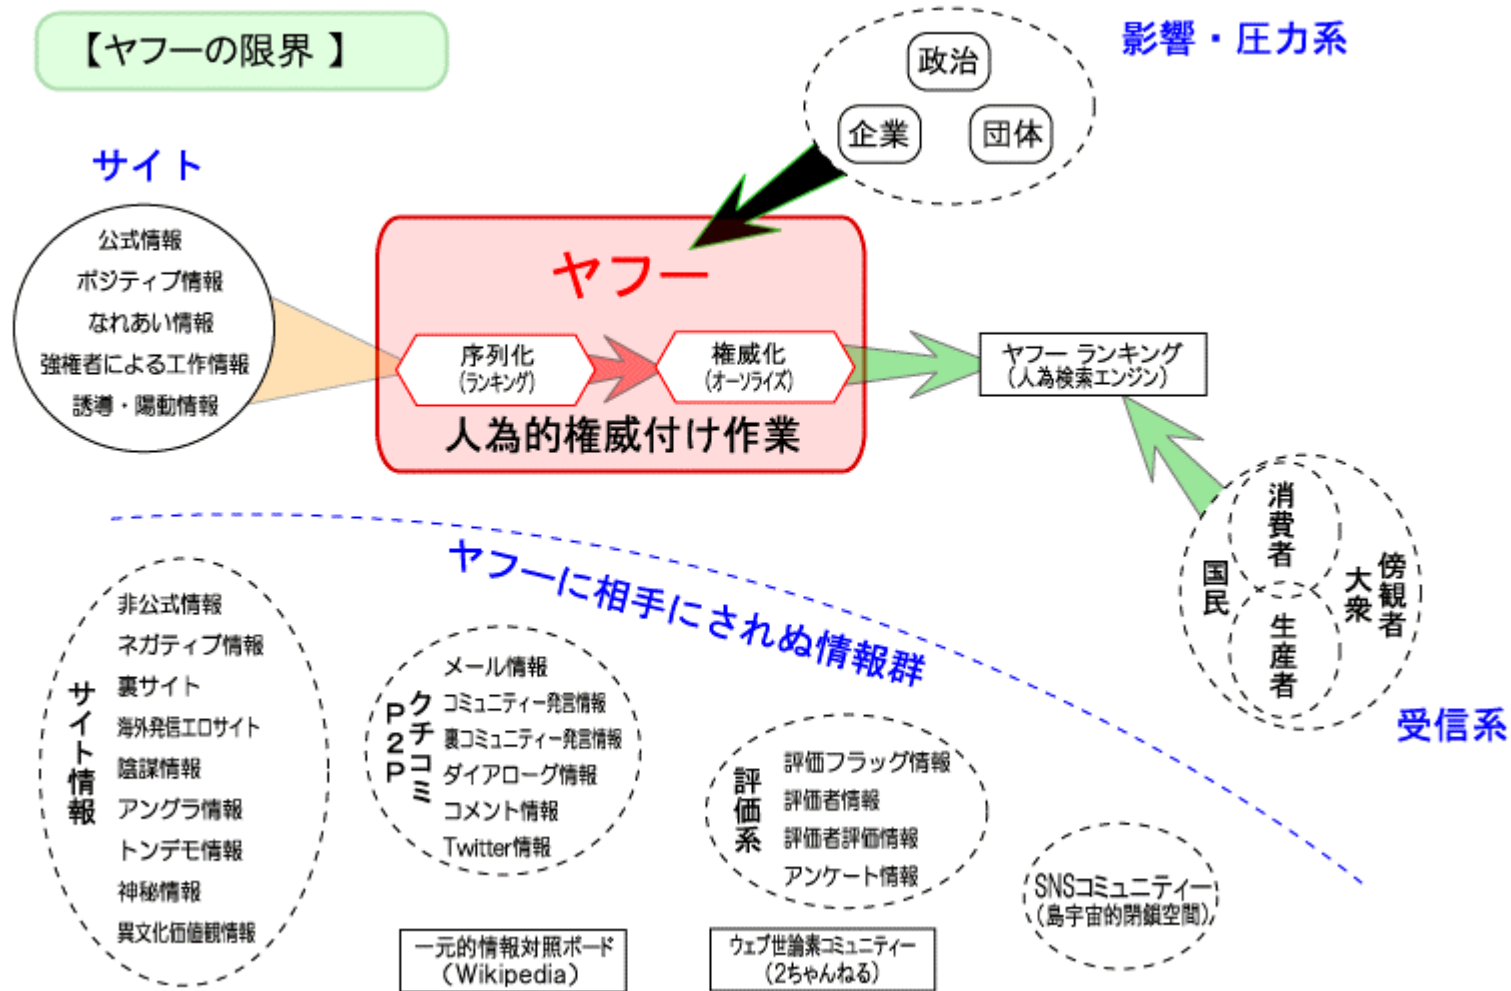 【ヤフーの限界 】
影響・圧力系
政治
企業
団体
サイト
公式情報
ポジティブ情報
なれあい情報
強権者による工作情報
誘導・陽動情報
ヤフー
序列化
(ランキング)
権威化
(オーソライズ)
人為的権威付け作業
ヤフー ランキング
(人為検索エンジン)
消費者
国民
大衆
傍観者
生産者
受信系
ヤフーに相手にされぬ情報群
サイト情報
非公式情報
ネガティブ情報
裏サイト
海外発信エロサイト
陰謀情報
アングラ情報
トンデモ情報
神秘情報
異文化価値観情報
クチコミ
P2P
メール情報
コミュニティー発言情報
裏コミュニティー発言情報
ダイアローグ情報
コメント情報
Twitter情報
評価系
評価フラッグ情報
評価者情報
評価者評価情報
アンケート情報
SNSコミュニティー
(島宇宙的閉鎖空間)
一元的情報対照ボード
(Wikipedia)
ウェブ世論素コミュニティー
(2ちゃんねる)